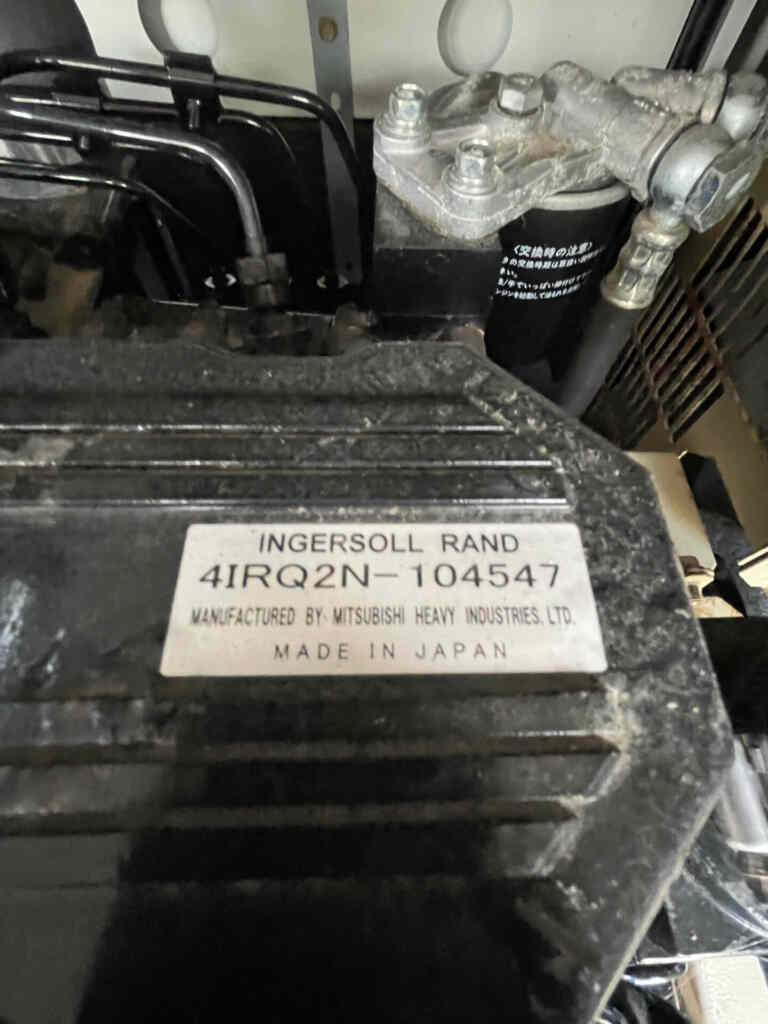 〈交換時の注意〉
INGERSOLL RAND
4IRQ2N-104547
MANUFACTURED BY MITSUBISHI HEAVY INDUSTRIES, LTD.
MADE IN JAPAN